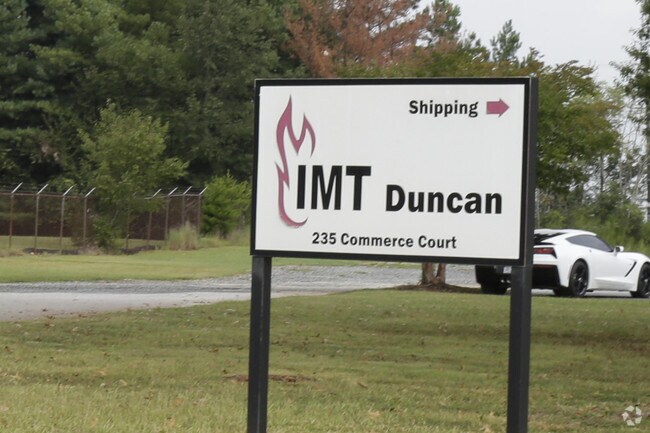 Shipping
IMT Duncan
235 Commerce Court